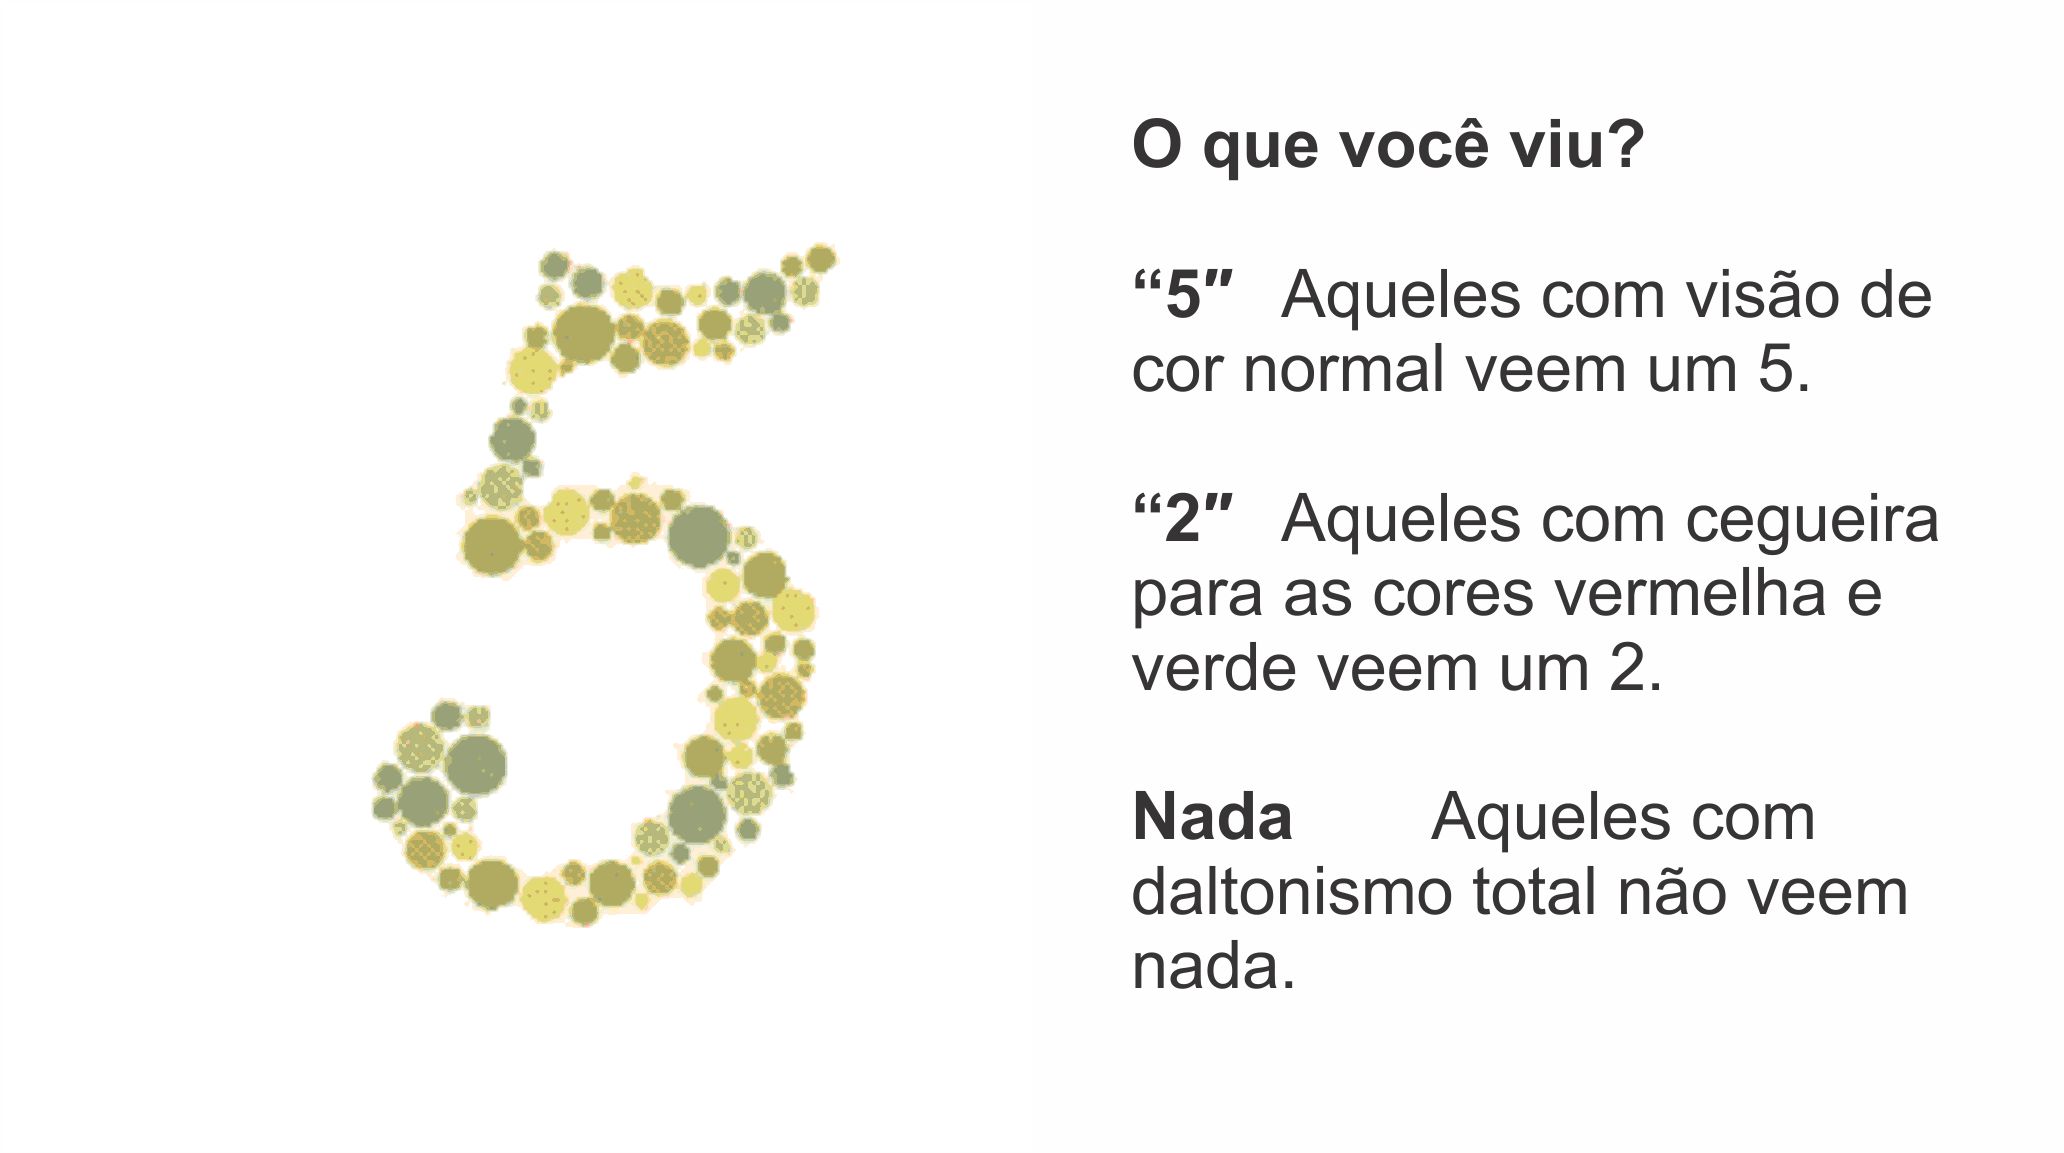 5
O que você viu?
“5″ Aqueles com visão de
cor normal veem um 5.
“2″ Aqueles com cegueira
para as cores vermelha e
verde veem um 2.
Nada Aqueles com
daltonismo total não veem
nada.